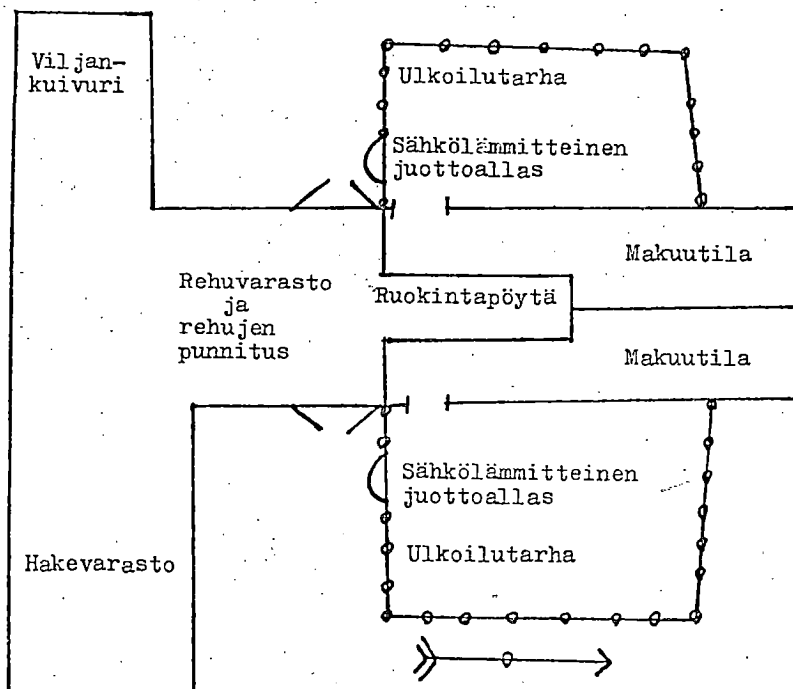 Viljan-
kuivuri
Ulkoilutarha
Sähkölämmitteinen
juottoallas
Makuutila
Rehuvarasto
ja
rehujen
punnitus
Ruokintapöytä
Makuutila
Sähkölämmitteinen
juottoallas
Ulkoilutarha
Hakevarasto